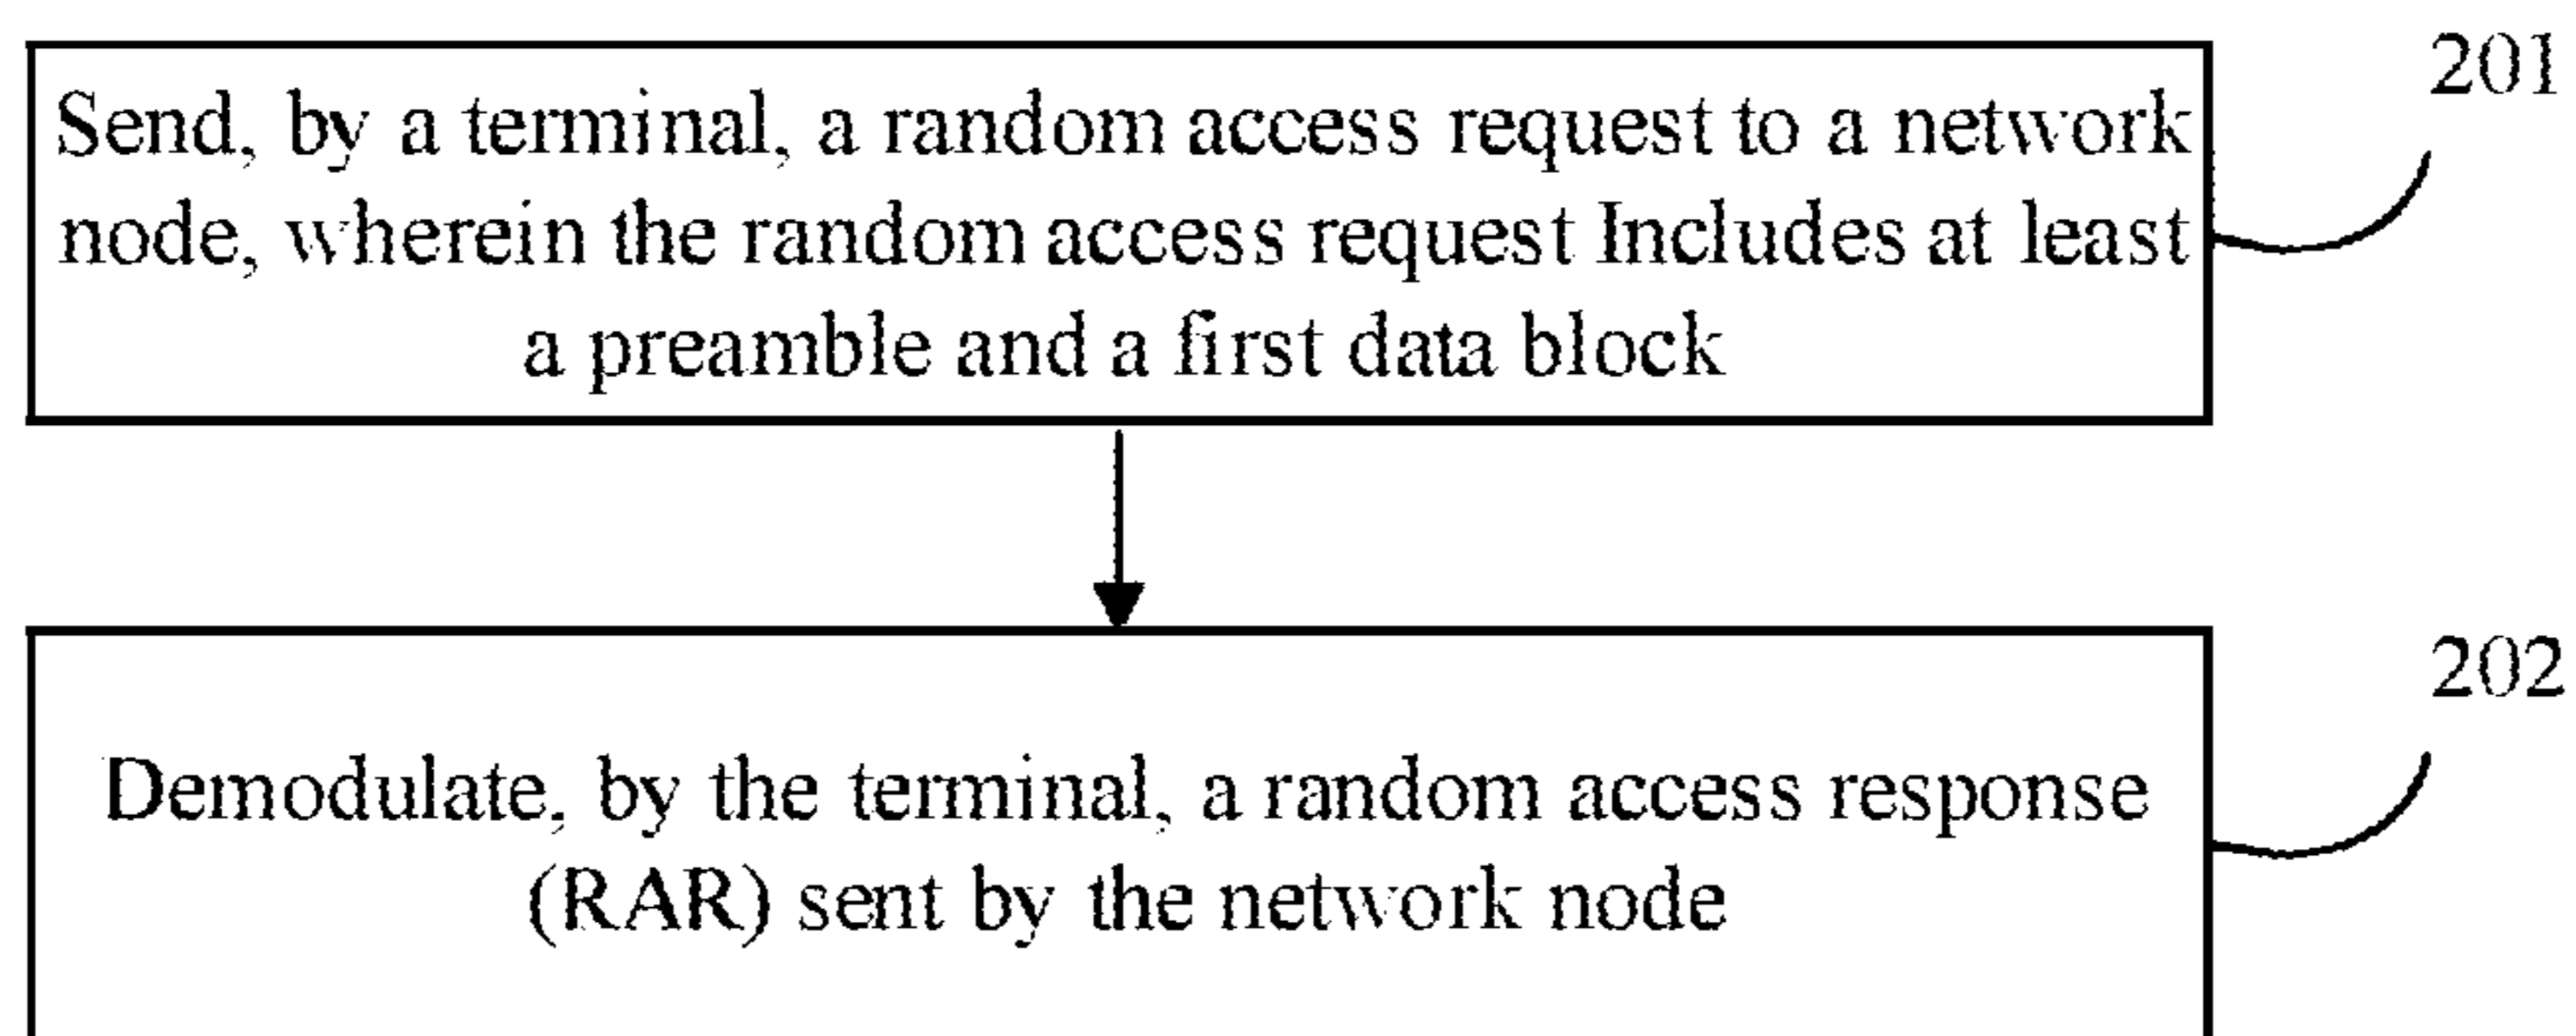 201
Send, by a terminal, a random access request to a network
node, wherein the random access request Includes at least
a preamble and a first data block
202
Demodulate, by the terminal, a random access response
(RAR) sent by the network node